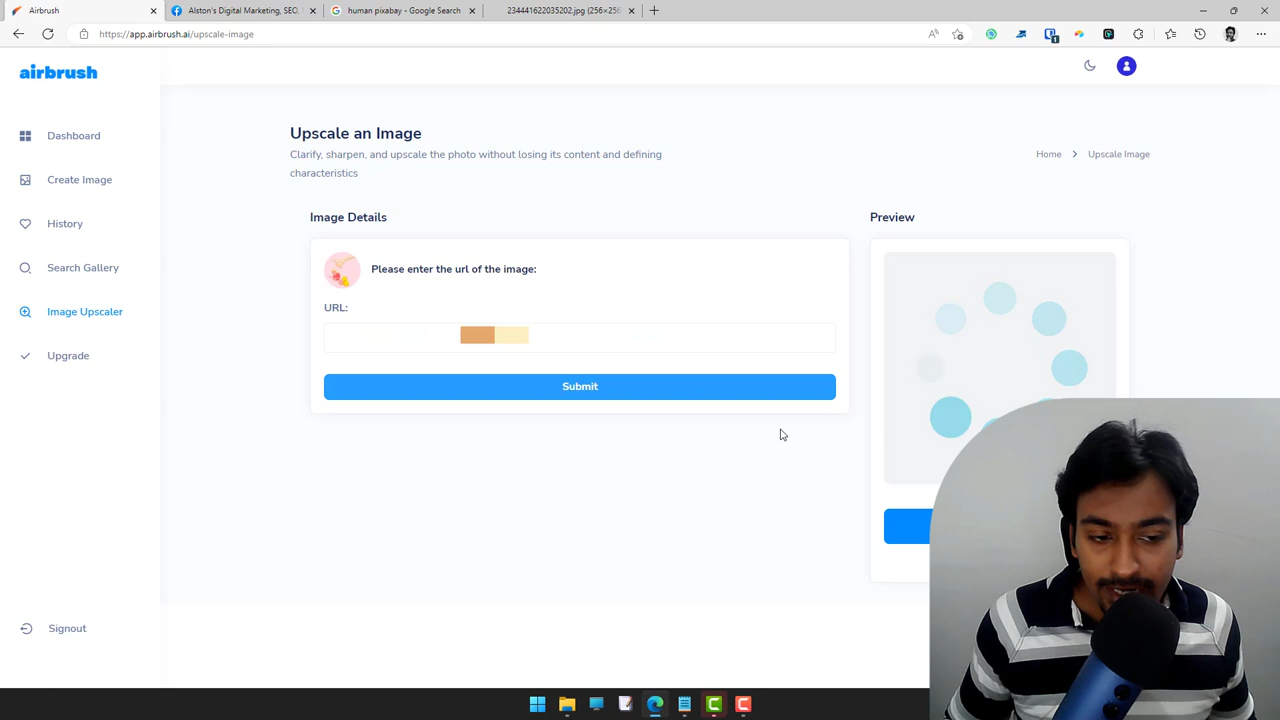 Airbrush
Alston's Digital Marketing, SEO,
human pixabay - Google Search
234441622035202.jpg (256×256
https://app.airbrush.ai/upscale-image
1
airbrush
Dashboard
Create Image
History
Search Gallery
Image Upscaler
Upgrade
Signout
Upscale an Image
Clarify, sharpen, and upscale the photo without losing its content and defining
characteristics
Home
Upscale Image
Image Details
Please enter the url of the image:
URL:
Submit
Preview